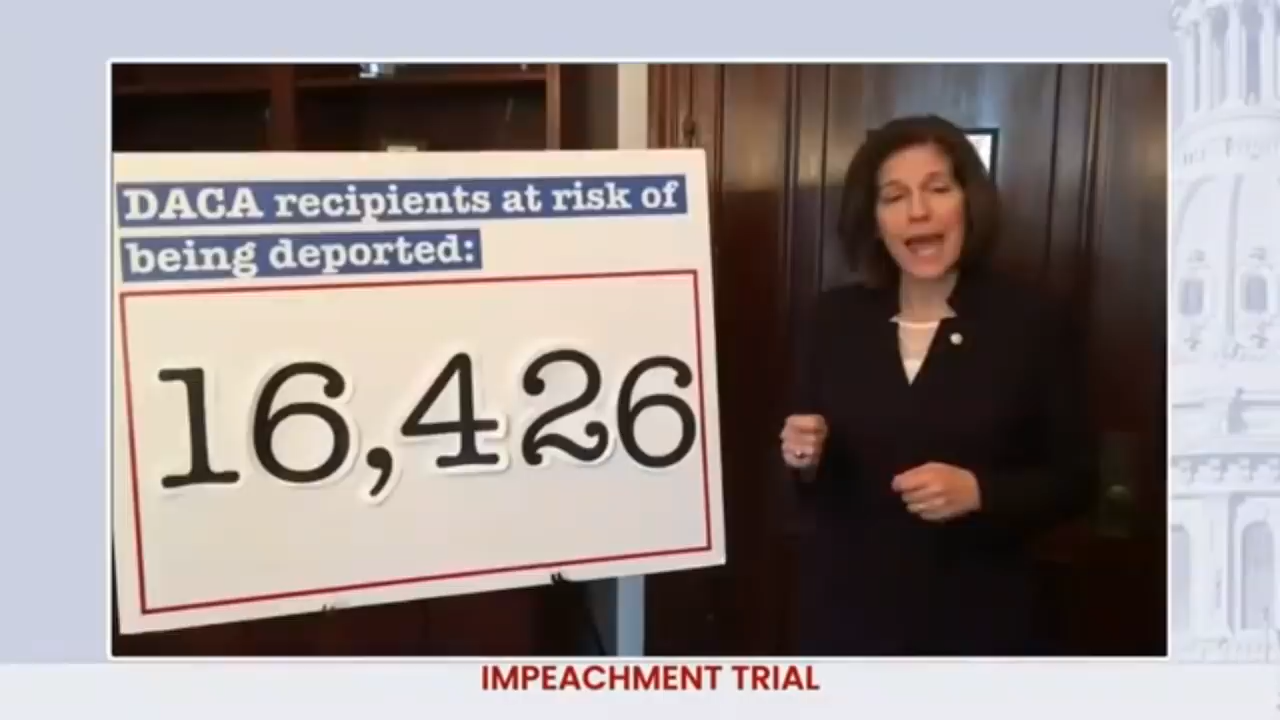 DACA recipients at risk of
being deported:
16,426
IMPEACHMENT TRIAL